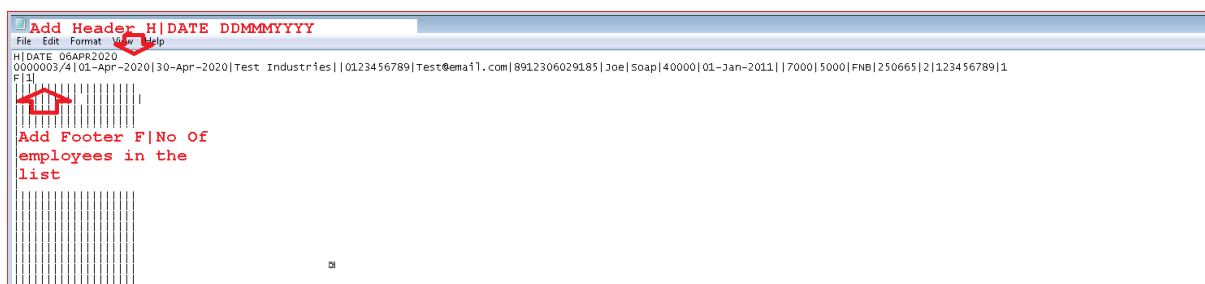 Add Header H|DATE DDMMMYYYY
File Edit Format View Help
H|DATE 06APR2020
0000003/4|01-Apr-2020|30-Apr-2020|Test Industries||0123456789|Test@email.com|8912306029185|Joe|Soap|40000|01-Jan-2011||7000|5000|FNB|250665|2|123456789|1
F|1|
||||||||||||||||||
|||||||||||||||||||
||||||||||||||||||
||||||||||||||||||
Add Footer F|No Of
employees in the
list
||||||||||||||||||
||||||||||||||||||
||||||||||||||||||
||||||||||||||||||
||||||||||||||||||
||||||||||||||||||
||||||||||||||||||
||||||||||||||||||
||||||||||||||||||